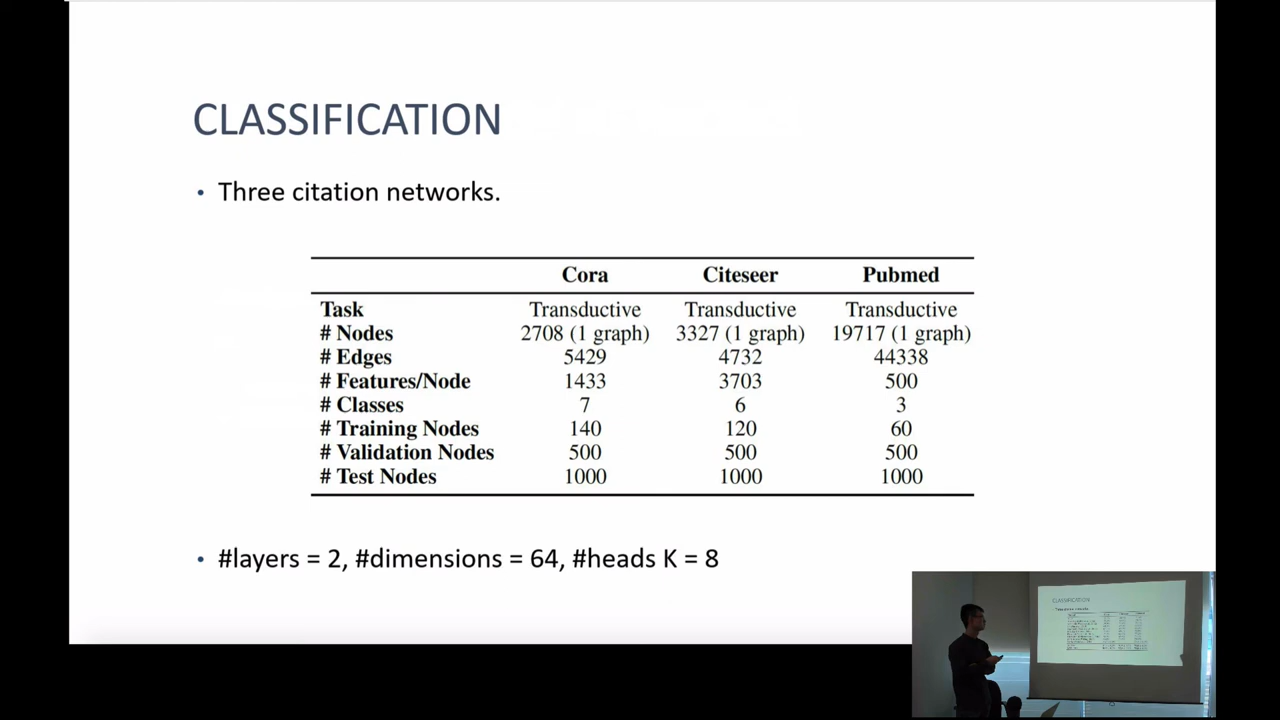 CLASSIFICATION
• Three citation networks.
Cora Citeseer Pubmed
Task Transductive Transductive Transductive
# Nodes 2708 (1 graph) 3327 (1 graph) 19717 (1 graph)
# Edges 5429 4732 44338
# Features/Node 1433 3703 500
# Classes 7 6 3
# Training Nodes 140 120 60
# Validation Nodes 500 500 500
# Test Nodes 1000 1000 1000
• #layers = 2, #dimensions = 64, #heads K = 8
CLASSIFICATION